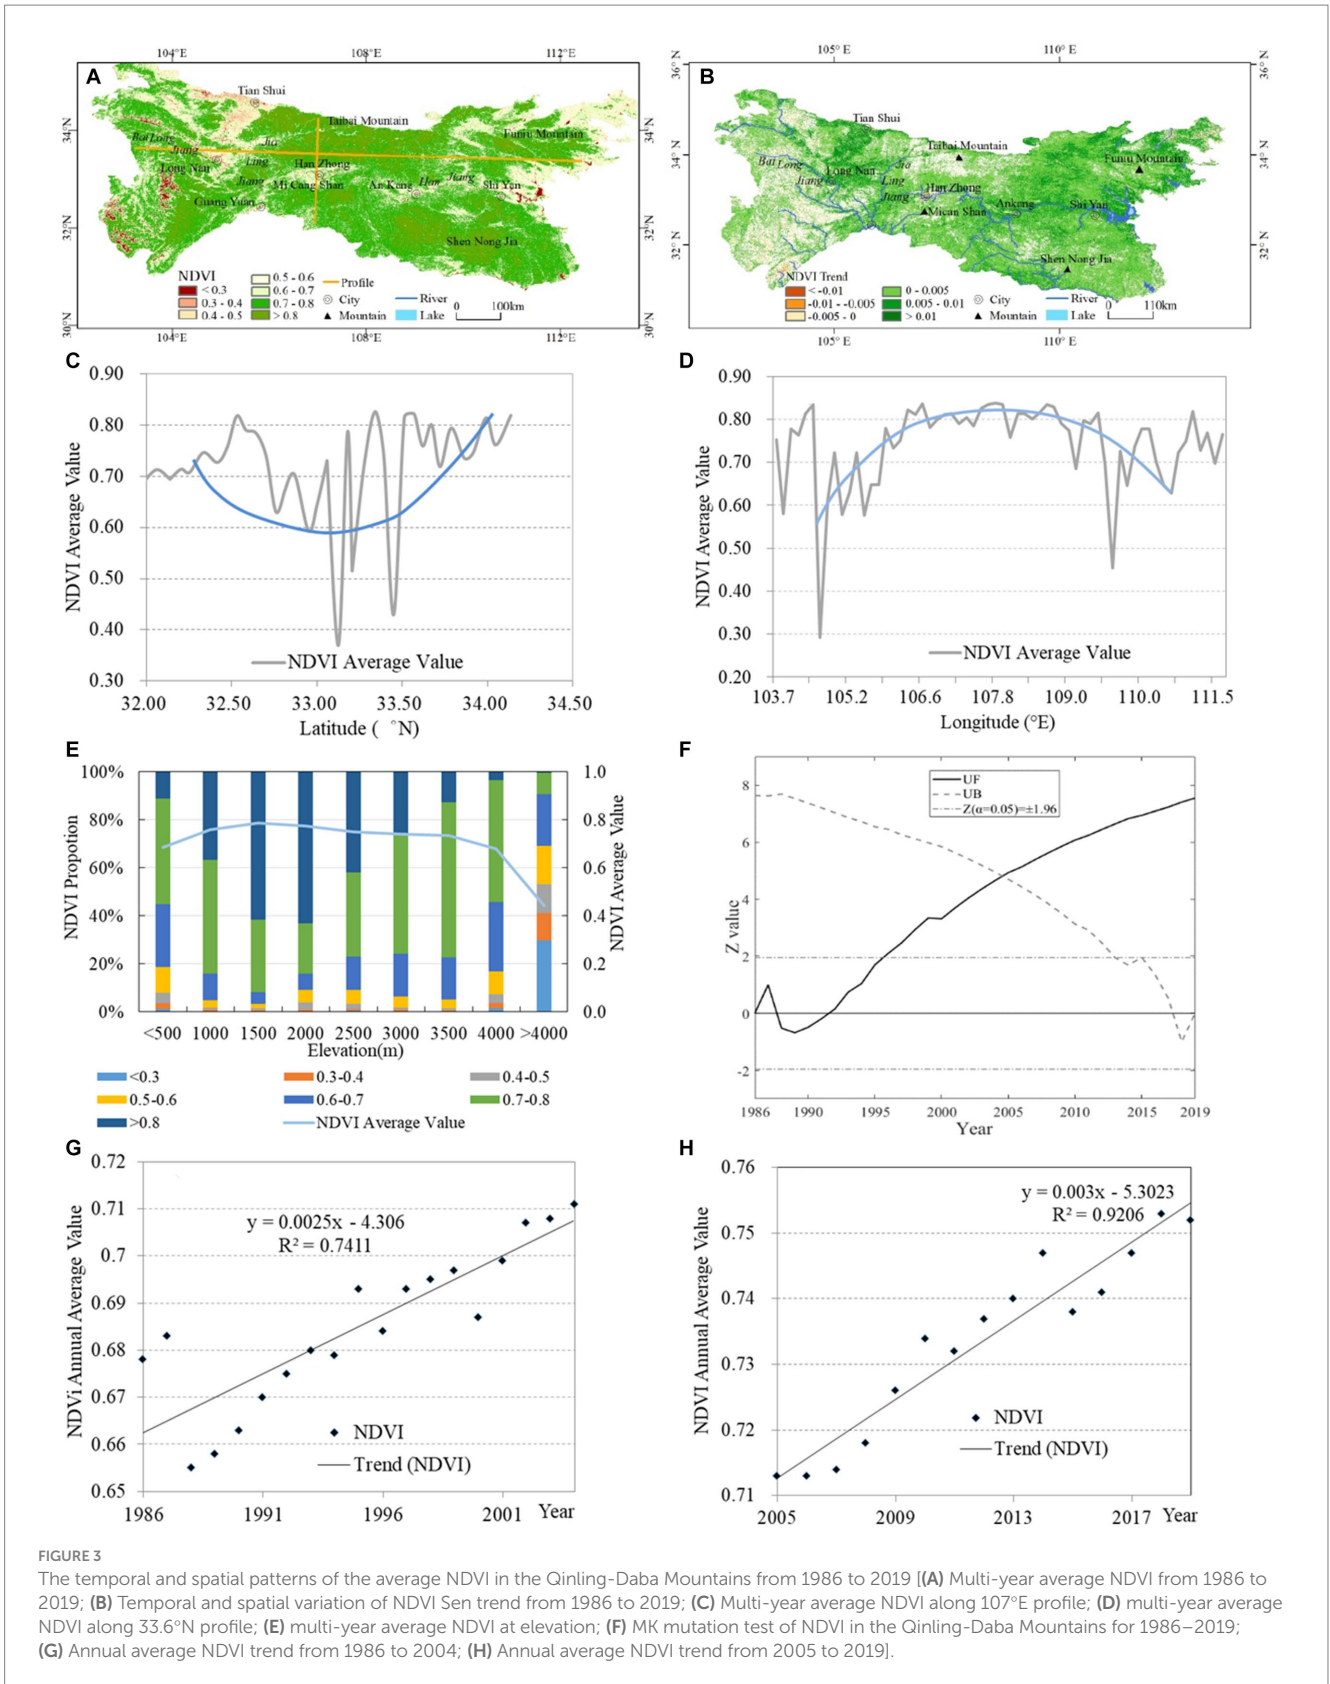 104°E
108°E
112°E
A
Tian Shui
Taibai Mountain
34°N
34°N
Bai Long
Jiang
Jia
Ling
Jiang
Funiu Mountain
Long Nan
Han Zhong
Mi Cang Shan
An Kang
Han
Jiang
Shi Yan
Guang Yuan
32°N
32°N
Shen Nong Jia
NDVI
< 0.3
0.3 - 0.4
0.4 - 0.5
0.5 - 0.6
0.6 - 0.7
0.7 - 0.8
> 0.8
Profile
City
Mountain
River
Lake
0 100km
30°N
30°N
104°E
108°E
112°E
105°E
110°E
36°N
36°N
B
Tian Shui
Taibai Mountain
34°N
34°N
Bai Long
Jiang
Long Nan
Jia
Ling
Jiang
Funiu Mountain
Han Zhong
Mican Shan
Ankang
Shi Yan
32°N
32°N
Shen Nong Jia
NDVI Trend
< -0.01
-0.01 - -0.005
-0.005 - 0
0 - 0.005
0.005 - 0.01
> 0.01
City
Mountain
River
Lake
0 110km
105°E
110°E
C
0.90
0.80
0.70
0.60
0.50
0.40
0.30
NDVI Average Value
NDVI Average Value
32.00 32.50 33.00 33.50 34.00 34.50
Latitude ( °N)
D
0.90
0.80
0.70
0.60
0.50
0.40
0.30
0.20
NDVI Average Value
NDVI Average Value
103.7 105.2 106.6 107.8 109.0 110.0 111.5
Longitude (°E)
E
100%
80%
60%
40%
20%
0%
NDVI Propotion
1.0
0.8
0.6
0.4
0.2
0.0
NDVI Average Value
<500 1000 1500 2000 2500 3000 3500 4000 >4000
Elevation(m)
<0.3 0.3-0.4 0.4-0.5
0.5-0.6 0.6-0.7 0.7-0.8
>0.8 NDVI Average Value
F
UF
UB
Z(α=0.05)=±1.96
8
6
4
2
0
-2
Z value
1986 1990 1995 2000 2005 2010 2015 2019
Year
G
0.72
0.71
0.7
0.69
0.68
0.67
0.66
0.65
NDVi Annual Average Value
y = 0.0025x - 4.306
R² = 0.7411
NDVI
Trend (NDVI)
1986 1991 1996 2001 Year
H
0.76
0.75
0.74
0.73
0.72
0.71
NDVI Annual Average Value
y = 0.003x - 5.3023
R² = 0.9206
NDVI
Trend (NDVI)
2005 2009 2013 2017 Year
FIGURE 3
The temporal and spatial patterns of the average NDVI in the Qinling-Daba Mountains from 1986 to 2019 [(A) Multi-year average NDVI from 1986 to
2019; (B) Temporal and spatial variation of NDVI Sen trend from 1986 to 2019; (C) Multi-year average NDVI along 107°E profile; (D) multi-year average
NDVI along 33.6°N profile; (E) multi-year average NDVI at elevation; (F) MK mutation test of NDVI in the Qinling-Daba Mountains for 1986–2019;
(G) Annual average NDVI trend from 1986 to 2004; (H) Annual average NDVI trend from 2005 to 2019].